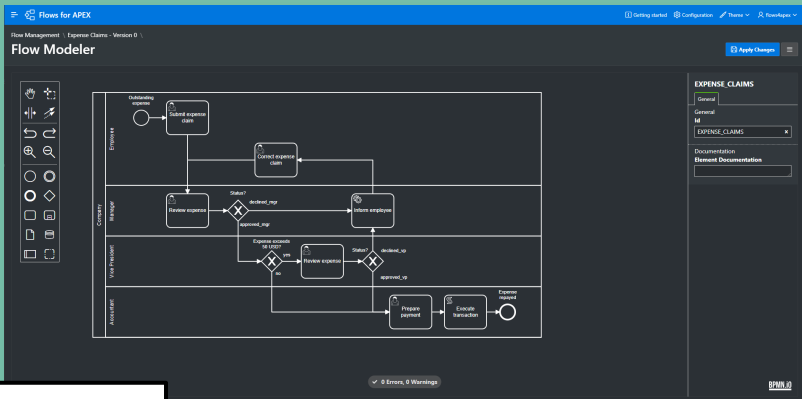 Flows for APEX
Getting started
Configuration
Theme
flows4apex
Flow Management \ Expense Claims - Version 0 \
Flow Modeler
Apply Changes
EXPENSE_CLAIMS
General
General
Id
EXPENSE_CLAIMS
Documentation
Element Documentation
Company
Employee
Outstanding
expense
Submit expense
claim
Correct expense
claim
Manager
Review expense
Status?
declined_mgr
approved_mgr
Inform employee
Vice President
Expense exceeds
50 USD?
yes
no
Review expense
Status?
declined_vp
approved_vp
Accountant
Prepare
payment
Execute
transaction
Expense
repayed
0 Errors, 0 Warnings
BPMN.iO